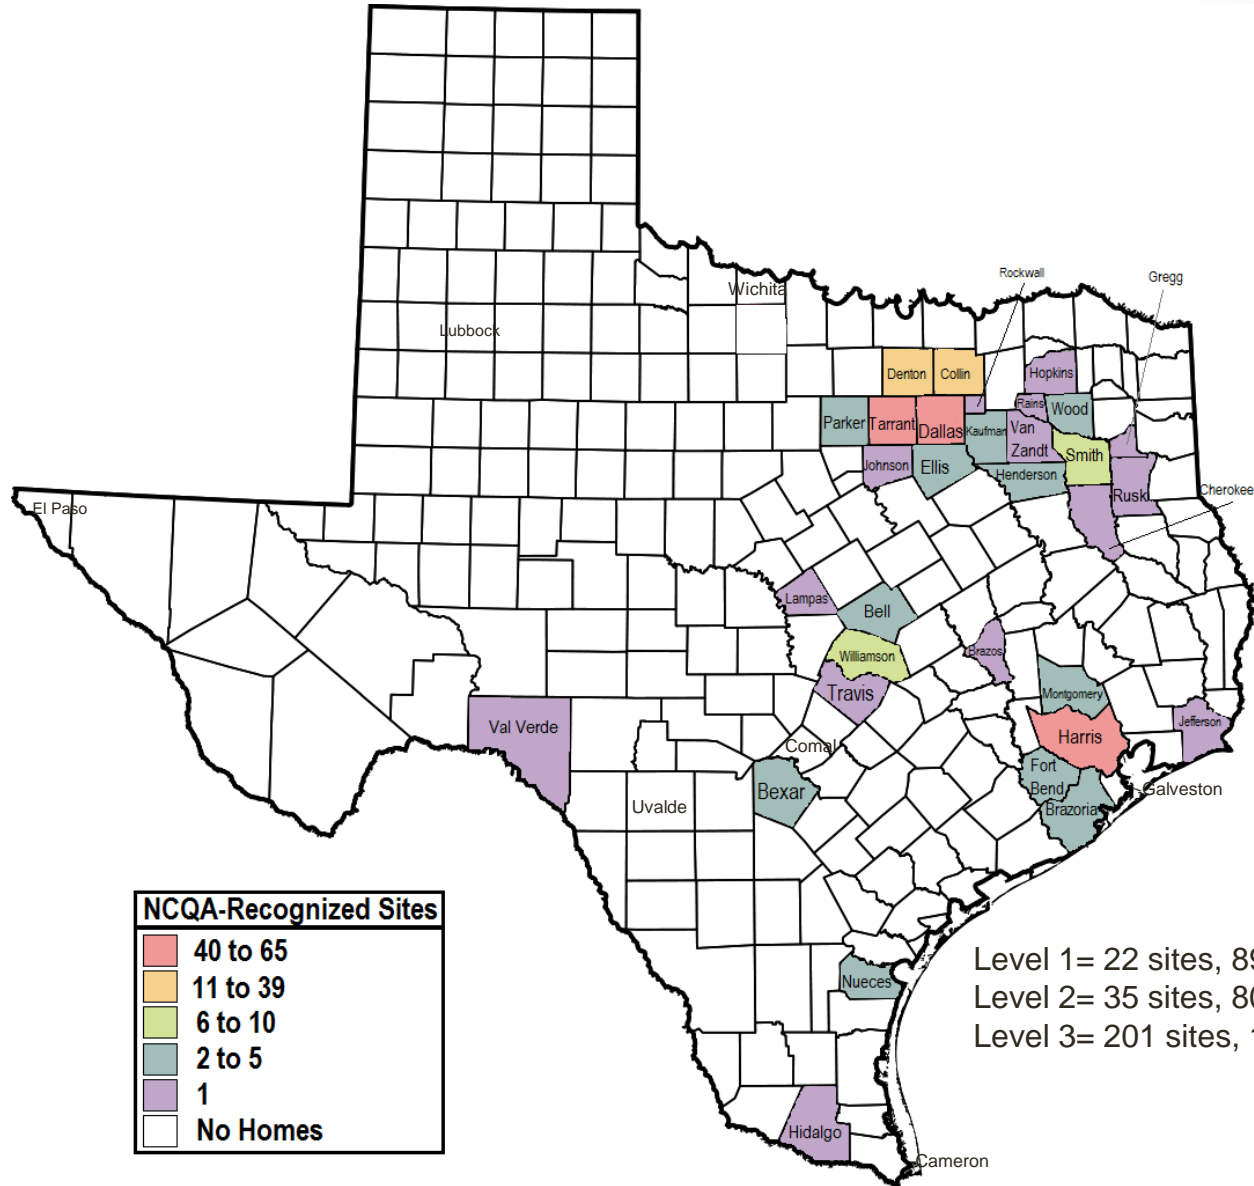 Wichita
Rockwall
Gregg
Lubbock
Denton
Collin
Hopkins
Rains
Wood
Parker
Tarrant
Dallas
Kaufman
Van
Zandt
Smith
Johnson
Ellis
Henderson
Rusk
Cherokee
El Paso
Lampas
Bell
Williamson
Brazos
Travis
Montgomery
Val Verde
Jefferson
Harris
Comal
Fort
Bend
Galveston
Bexar
Uvalde
Brazoria
NCQA-Recognized Sites
40 to 65
11 to 39
6 to 10
2 to 5
1
No Homes
Level 1= 22 sites, 89
Level 2= 35 sites, 80
Level 3= 201 sites, 1
Nueces
Hidalgo
Cameron